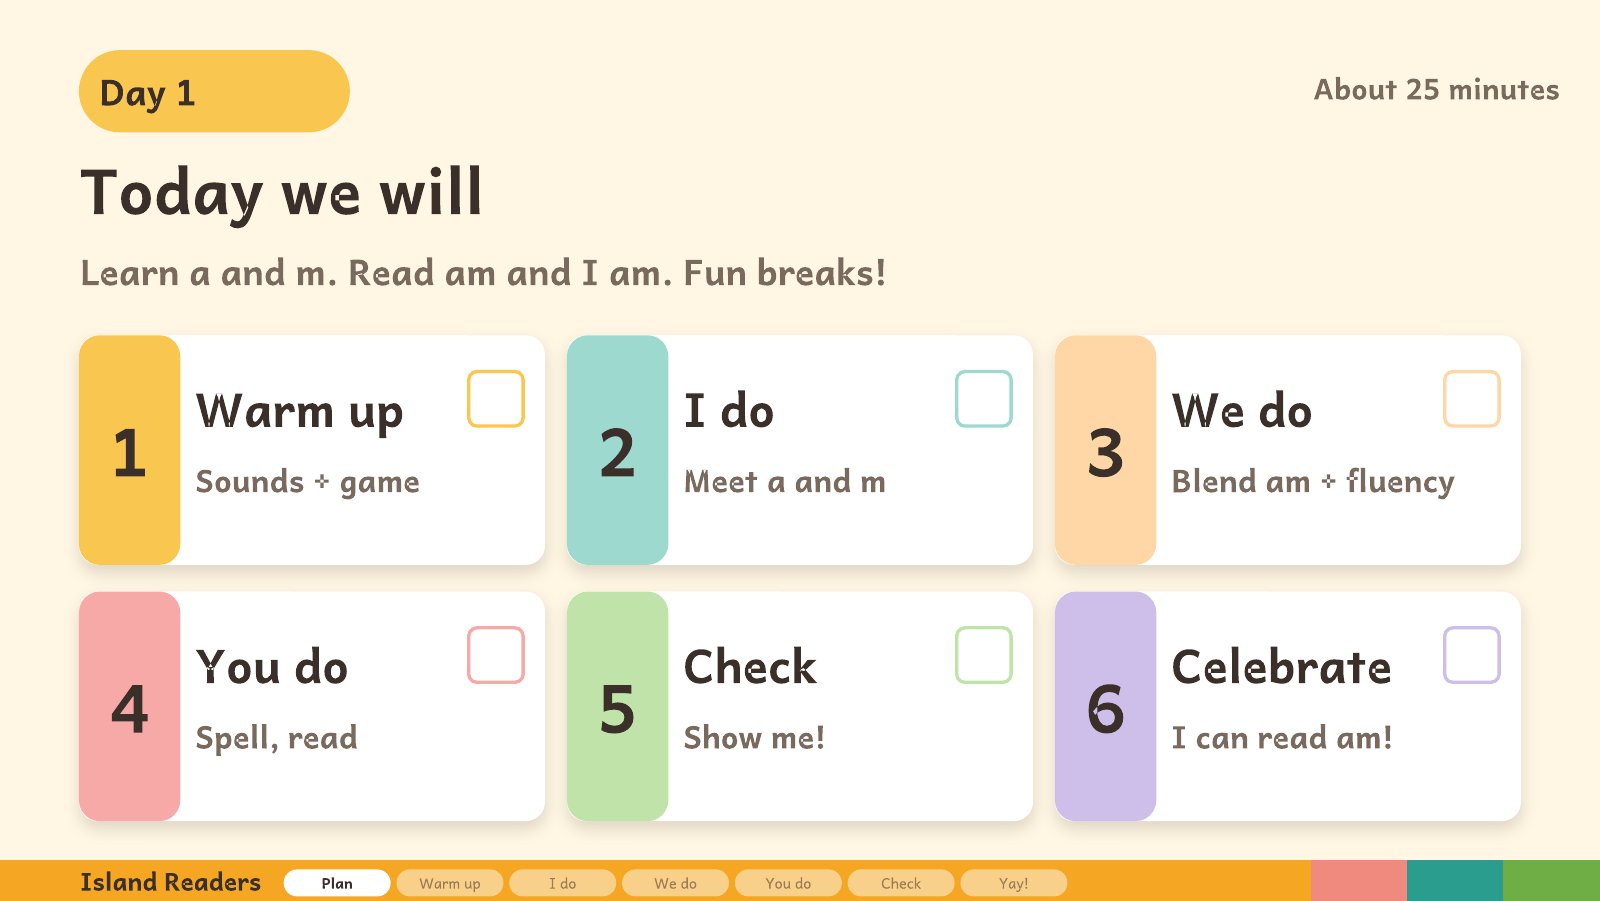 Day 1
About 25 minutes
Today we will
Learn a and m. Read am and I am. Fun breaks!
1
Warm up
Sounds + game
2
I do
Meet a and m
3
We do
Blend am + fluency
4
You do
Spell, read
5
Check
Show me!
6
Celebrate
I can read am!
Island Readers
Plan
Warm up
I do
We do
You do
Check
Yay!